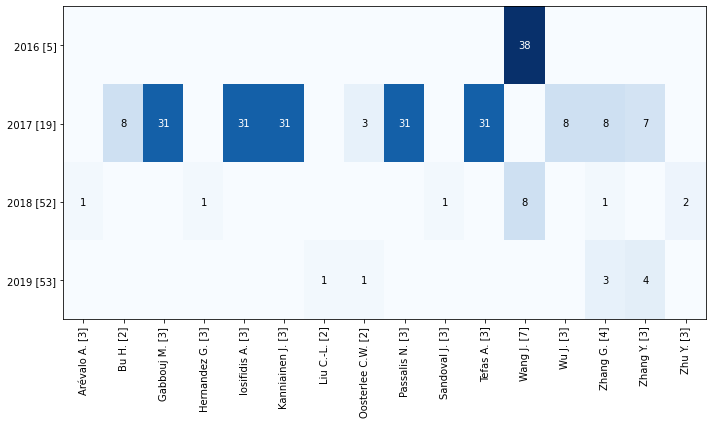 2016 [5]
38
2017 [19]
8
31
31
31
3
31
31
8
8
7
2018 [52]
1
1
1
8
1
2
2019 [53]
1
1
3
4
Arévalo A. [3]
Bu H. [2]
Gabbouj M. [3]
Hernandez G. [3]
Iosifidis A. [3]
Kanniainen J. [3]
Liu C.-L. [2]
Oosterlee C.W. [2]
Passalis N. [3]
Sandoval J. [3]
Tefas A. [3]
Wang J. [7]
Wu J. [3]
Zhang G. [4]
Zhang Y. [3]
Zhu Y. [3]